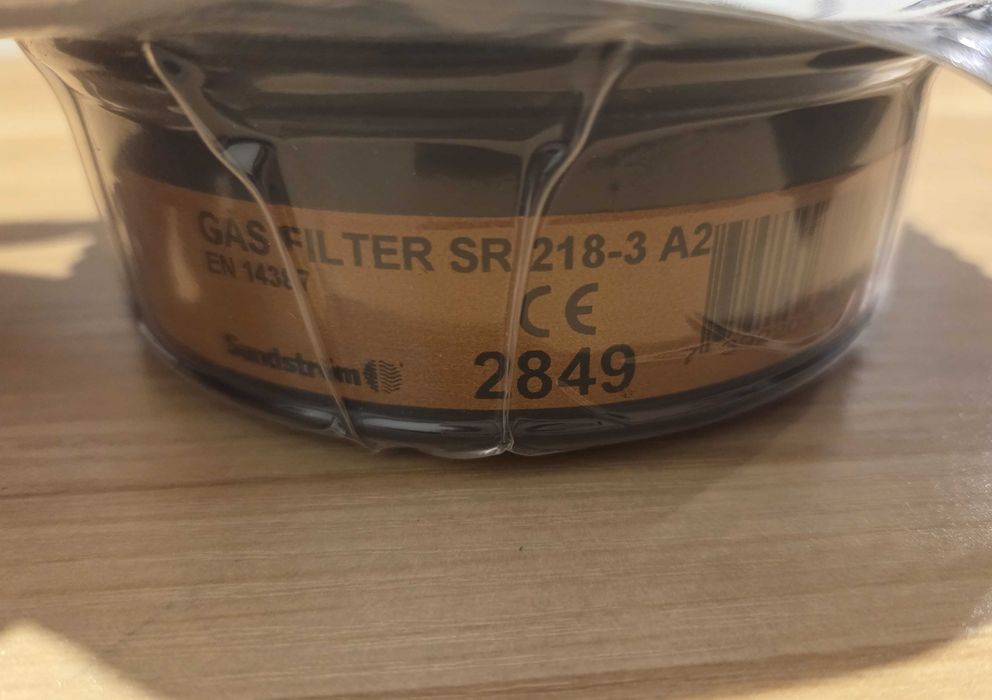 GAS FILTER SR 218-3 A2
EN 14387
CE
2849
Sundström